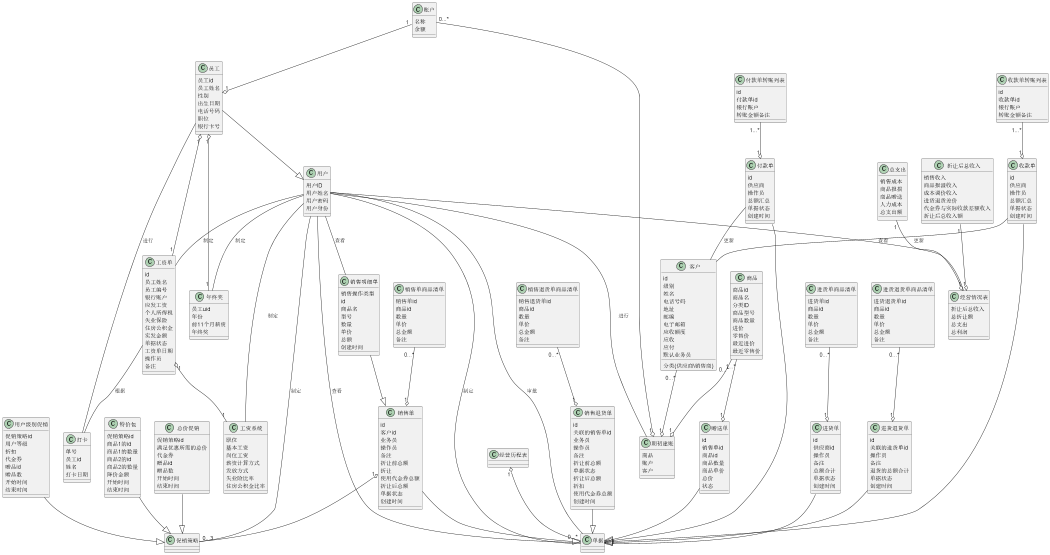 账户
名称
余额
1
0..*
员工
员工id
员工姓名
性别
出生日期
电话号码
职位
银行卡号
1
1
1
付款单转账列表
id
付款单id
银行账户
转账金额备注
1...*
1
收款单转账列表
id
收款单id
银行账户
转账金额备注
1...*
1
用户
用户ID
用户姓名
用户密码
用户身份
付款单
id
供应商
操作员
总额汇总
单据状态
创建时间
总支出
销售成本
商品报损
商品赠送
人力成本
总支出额
1
折让后总收入
销售收入
商品报溢收入
成本调价收入
进货退货差价
代金券与实际收款差额收入
折让后总收入额
1
收款单
id
供应商
操作员
总额汇总
单据状态
创建时间
进行
制定
制定
查看
更新
查看
更新
工资单
id
员工姓名
员工编号
银行账户
应发工资
个人所得税
失业保险
住房公积金
实发金额
单据状态
工资单日期
操作员
备注
1
1
年终奖
员工uid
年份
前11个月薪资
年终奖
1
销售明细单
销售操作类型
id
商品名
型号
数量
单价
总额
创建时间
销售单商品清单
销售单id
商品id
数量
单价
总金额
备注
0...*
1
销售退货单商品清单
销售退货单id
商品id
数量
单价
总金额
备注
0...*
客户
id
级别
姓名
电话号码
地址
邮编
电子邮箱
应收额度
应收
应付
默认业务员
分类(供应|的销售商)
0..*
商品
商品id
商品名
分类ID
商品型号
商品数量
进价
零售价
最近进价
最近零售价
0..*
1...*
进货单商品清单
进货单id
商品id
数量
单价
总金额
备注
0...*
1
进货退货单商品清单
进货退货单id
商品id
数量
单价
总金额
备注
0...*
1
经营情况表
折让后总收入
总折让额
总支出
总利润
制定
进行
根据
制定
查看
制定
审批
用户级别促销
促销策略id
用户等级
折扣
代金券
赠品id
赠品数
开始时间
结束时间
打卡
单号
员工id
姓名
打卡日期
特价包
促销策略id
商品1的id
商品1的数量
商品2的id
商品2的数量
降价金额
开始时间
结束时间
总价促销
促销策略id
满足优惠所需的总价
代金券
赠品id
赠品数
开始时间
结束时间
工资系统
职位
基本工资
岗位工资
薪资计算方式
发放方式
失业险比率
住房公积金比率
1
销售单
id
客户id
业务员
操作员
备注
折让前总额
折让
使用代金券总额
折让后总额
单据状态
创建时间
1
经营历程表
1
销售退货单
id
关联的销售单id
业务员
操作员
备注
折让前总额
单据状态
折让后总额
折扣
使用代金券总额
创建时间
期初建账
商品
账户
客户
赠送单
id
商品id
商品数量
商品单价
总价
状态
1
进货单
id
供应商id
操作员
备注
总额合计
单据状态
创建时间
进货退货单
id
关联的进货单id
操作员
备注
退货的总额合计
单据状态
创建时间
促销策略
0...3
0..*
单据